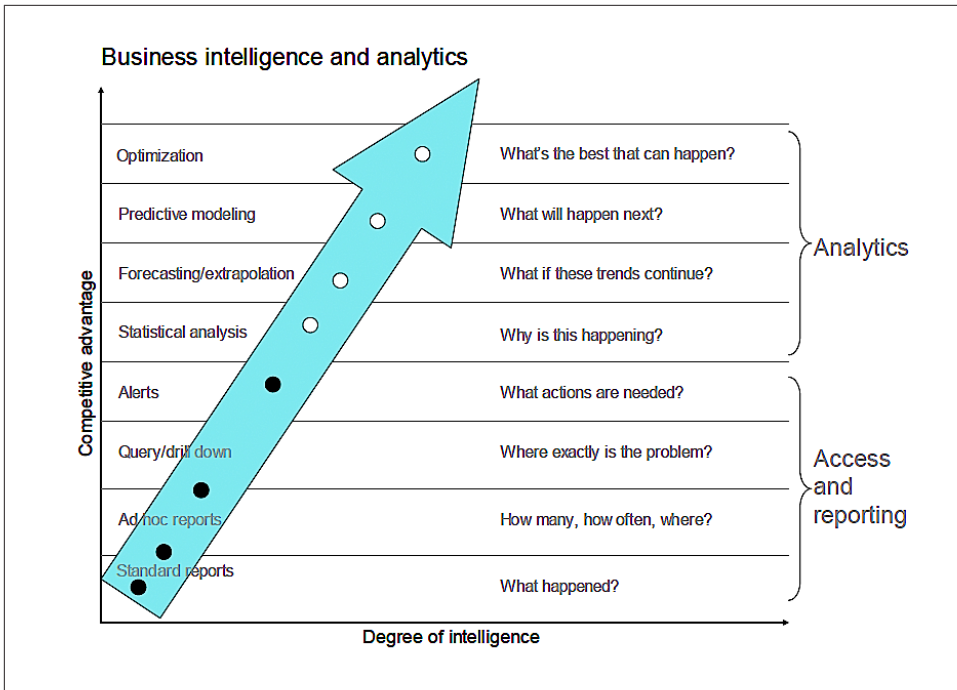 Business intelligence and analytics
Competitive advantage
Optimization
What's the best that can happen?
Predictive modeling
What will happen next?
Forecasting/extrapolation
What if these trends continue?
Statistical analysis
Why is this happening?
Analytics
Alerts
What actions are needed?
Query/drill down
Where exactly is the problem?
Ad hoc reports
How many, how often, where?
Standard reports
What happened?
Access
and
reporting
Degree of intelligence